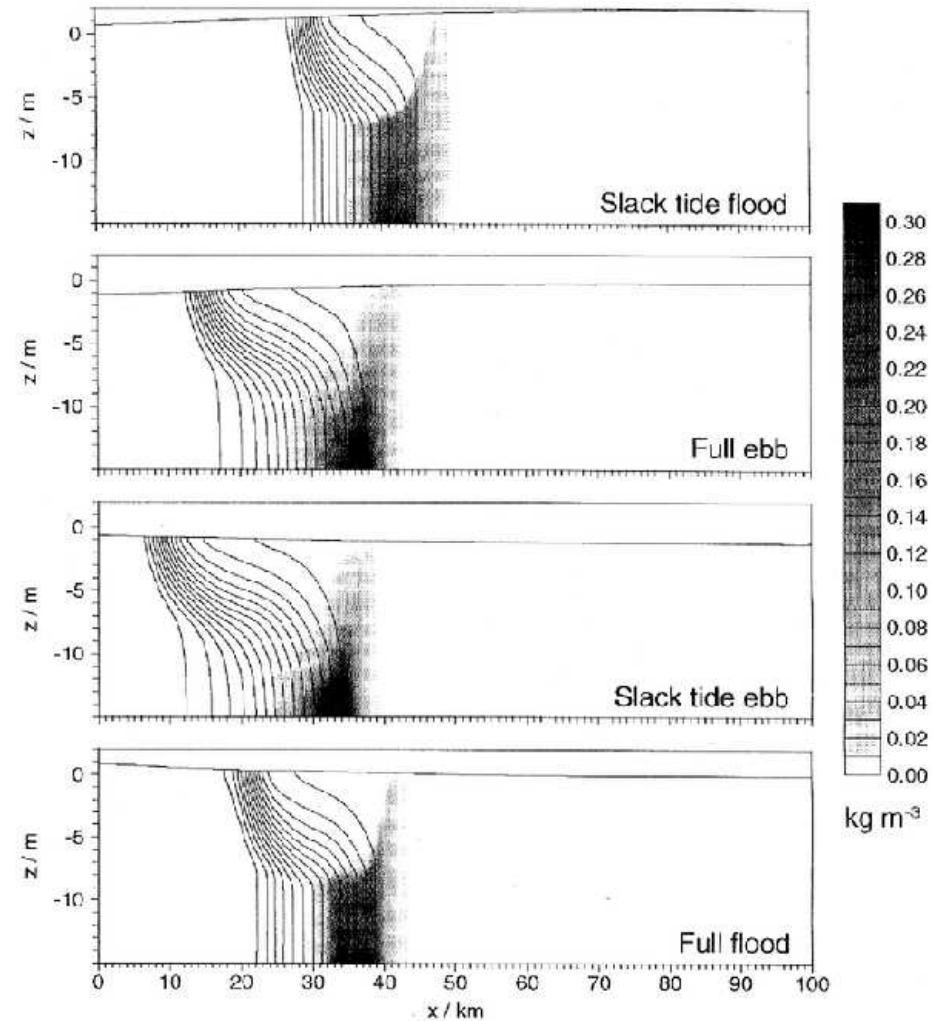 0
-5
-10
z / m
Slack tide flood
0
-5
-10
z / m
Full ebb
0
-5
-10
z / m
Slack tide ebb
0
-5
-10
z / m
Full flood
0 10 20 30 40 50 60 70 80 90 100
x / km
0.30
0.28
0.26
0.24
0.22
0.20
0.18
0.16
0.14
0.12
0.10
0.08
0.06
0.04
0.02
0.00
kg m⁻³